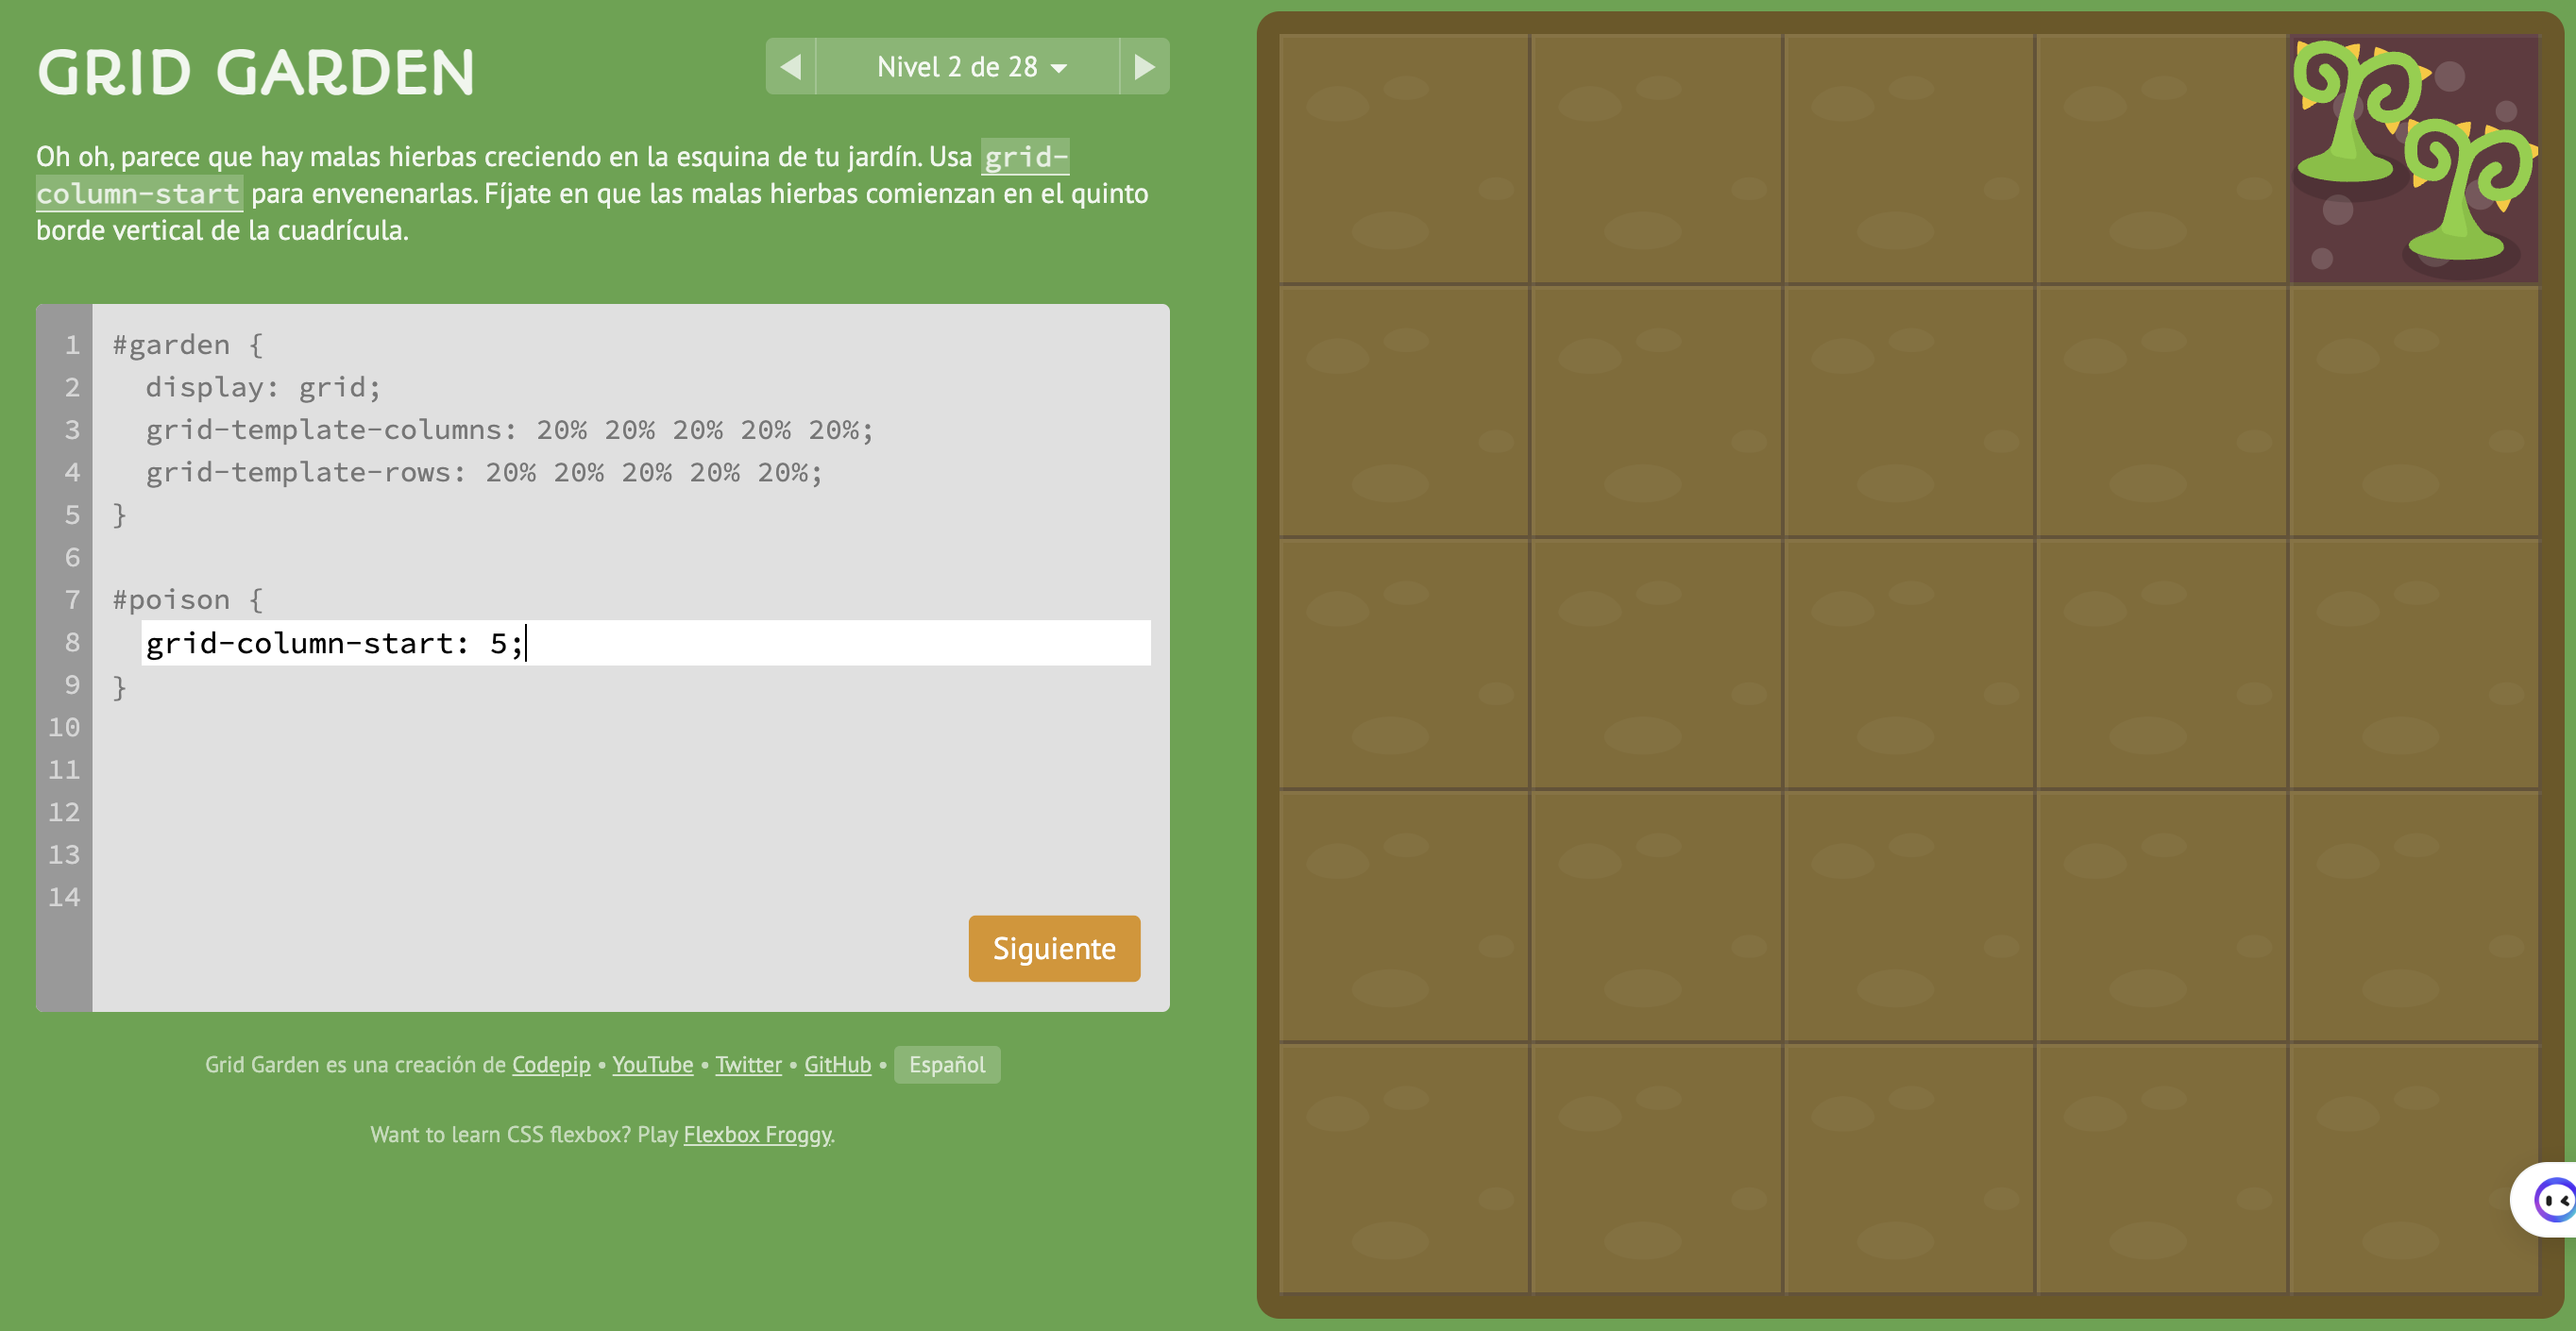 GRID GARDEN
Nivel 2 de 28
Oh oh, parece que hay malas hierbas creciendo en la esquina de tu jardín. Usa grid-
column-start para envenenarlas. Fíjate en que las malas hierbas comienzan en el quinto
borde vertical de la cuadrícula.
1 #garden {
2 display: grid;
3 grid-template-columns: 20% 20% 20% 20% 20%;
4 grid-template-rows: 20% 20% 20% 20% 20%;
5 }
6
7 #poison {
8 grid-column-start: 5;
9 }
10
11
12
13
14
Siguiente
Grid Garden es una creación de Codepip • YouTube • Twitter • GitHub • Español
Want to learn CSS flexbox? Play Flexbox Froggy.